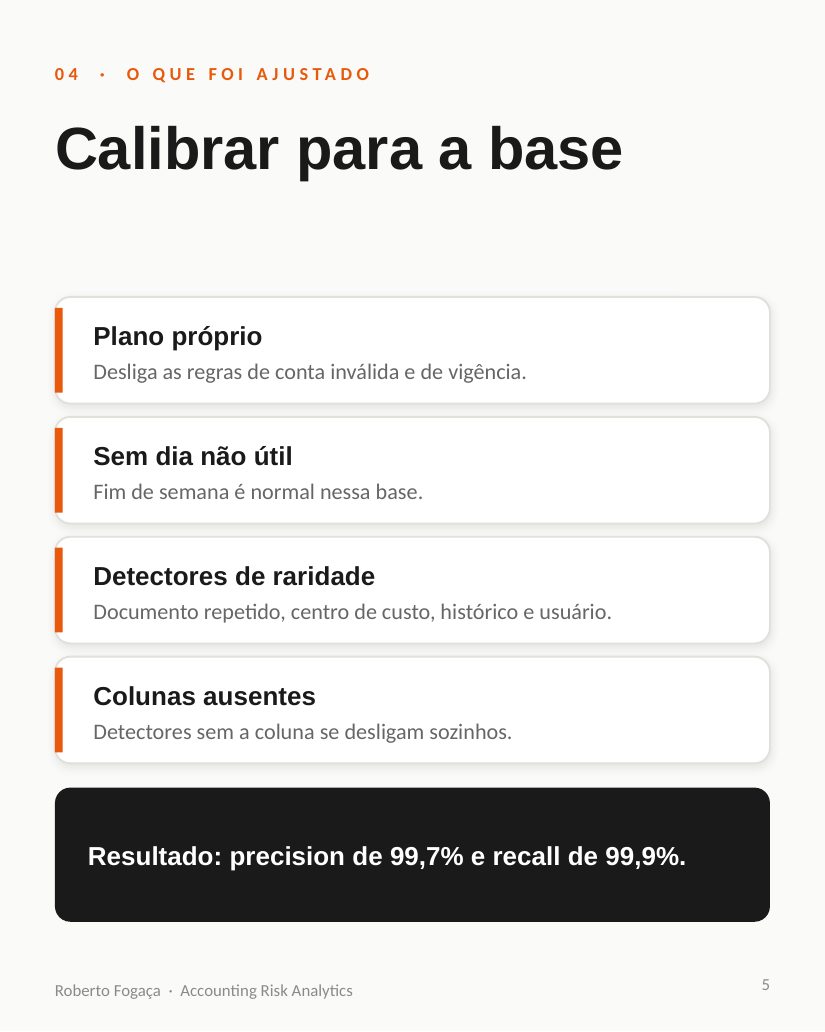 04 · O QUE FOI AJUSTADO
Calibrar para a base
Plano próprio
Desliga as regras de conta inválida e de vigência.
Sem dia não útil
Fim de semana é normal nessa base.
Detectores de raridade
Documento repetido, centro de custo, histórico e usuário.
Colunas ausentes
Detectores sem a coluna se desligam sozinhos.
Resultado: precision de 99,7% e recall de 99,9%.
Roberto Fogaça · Accounting Risk Analytics
5